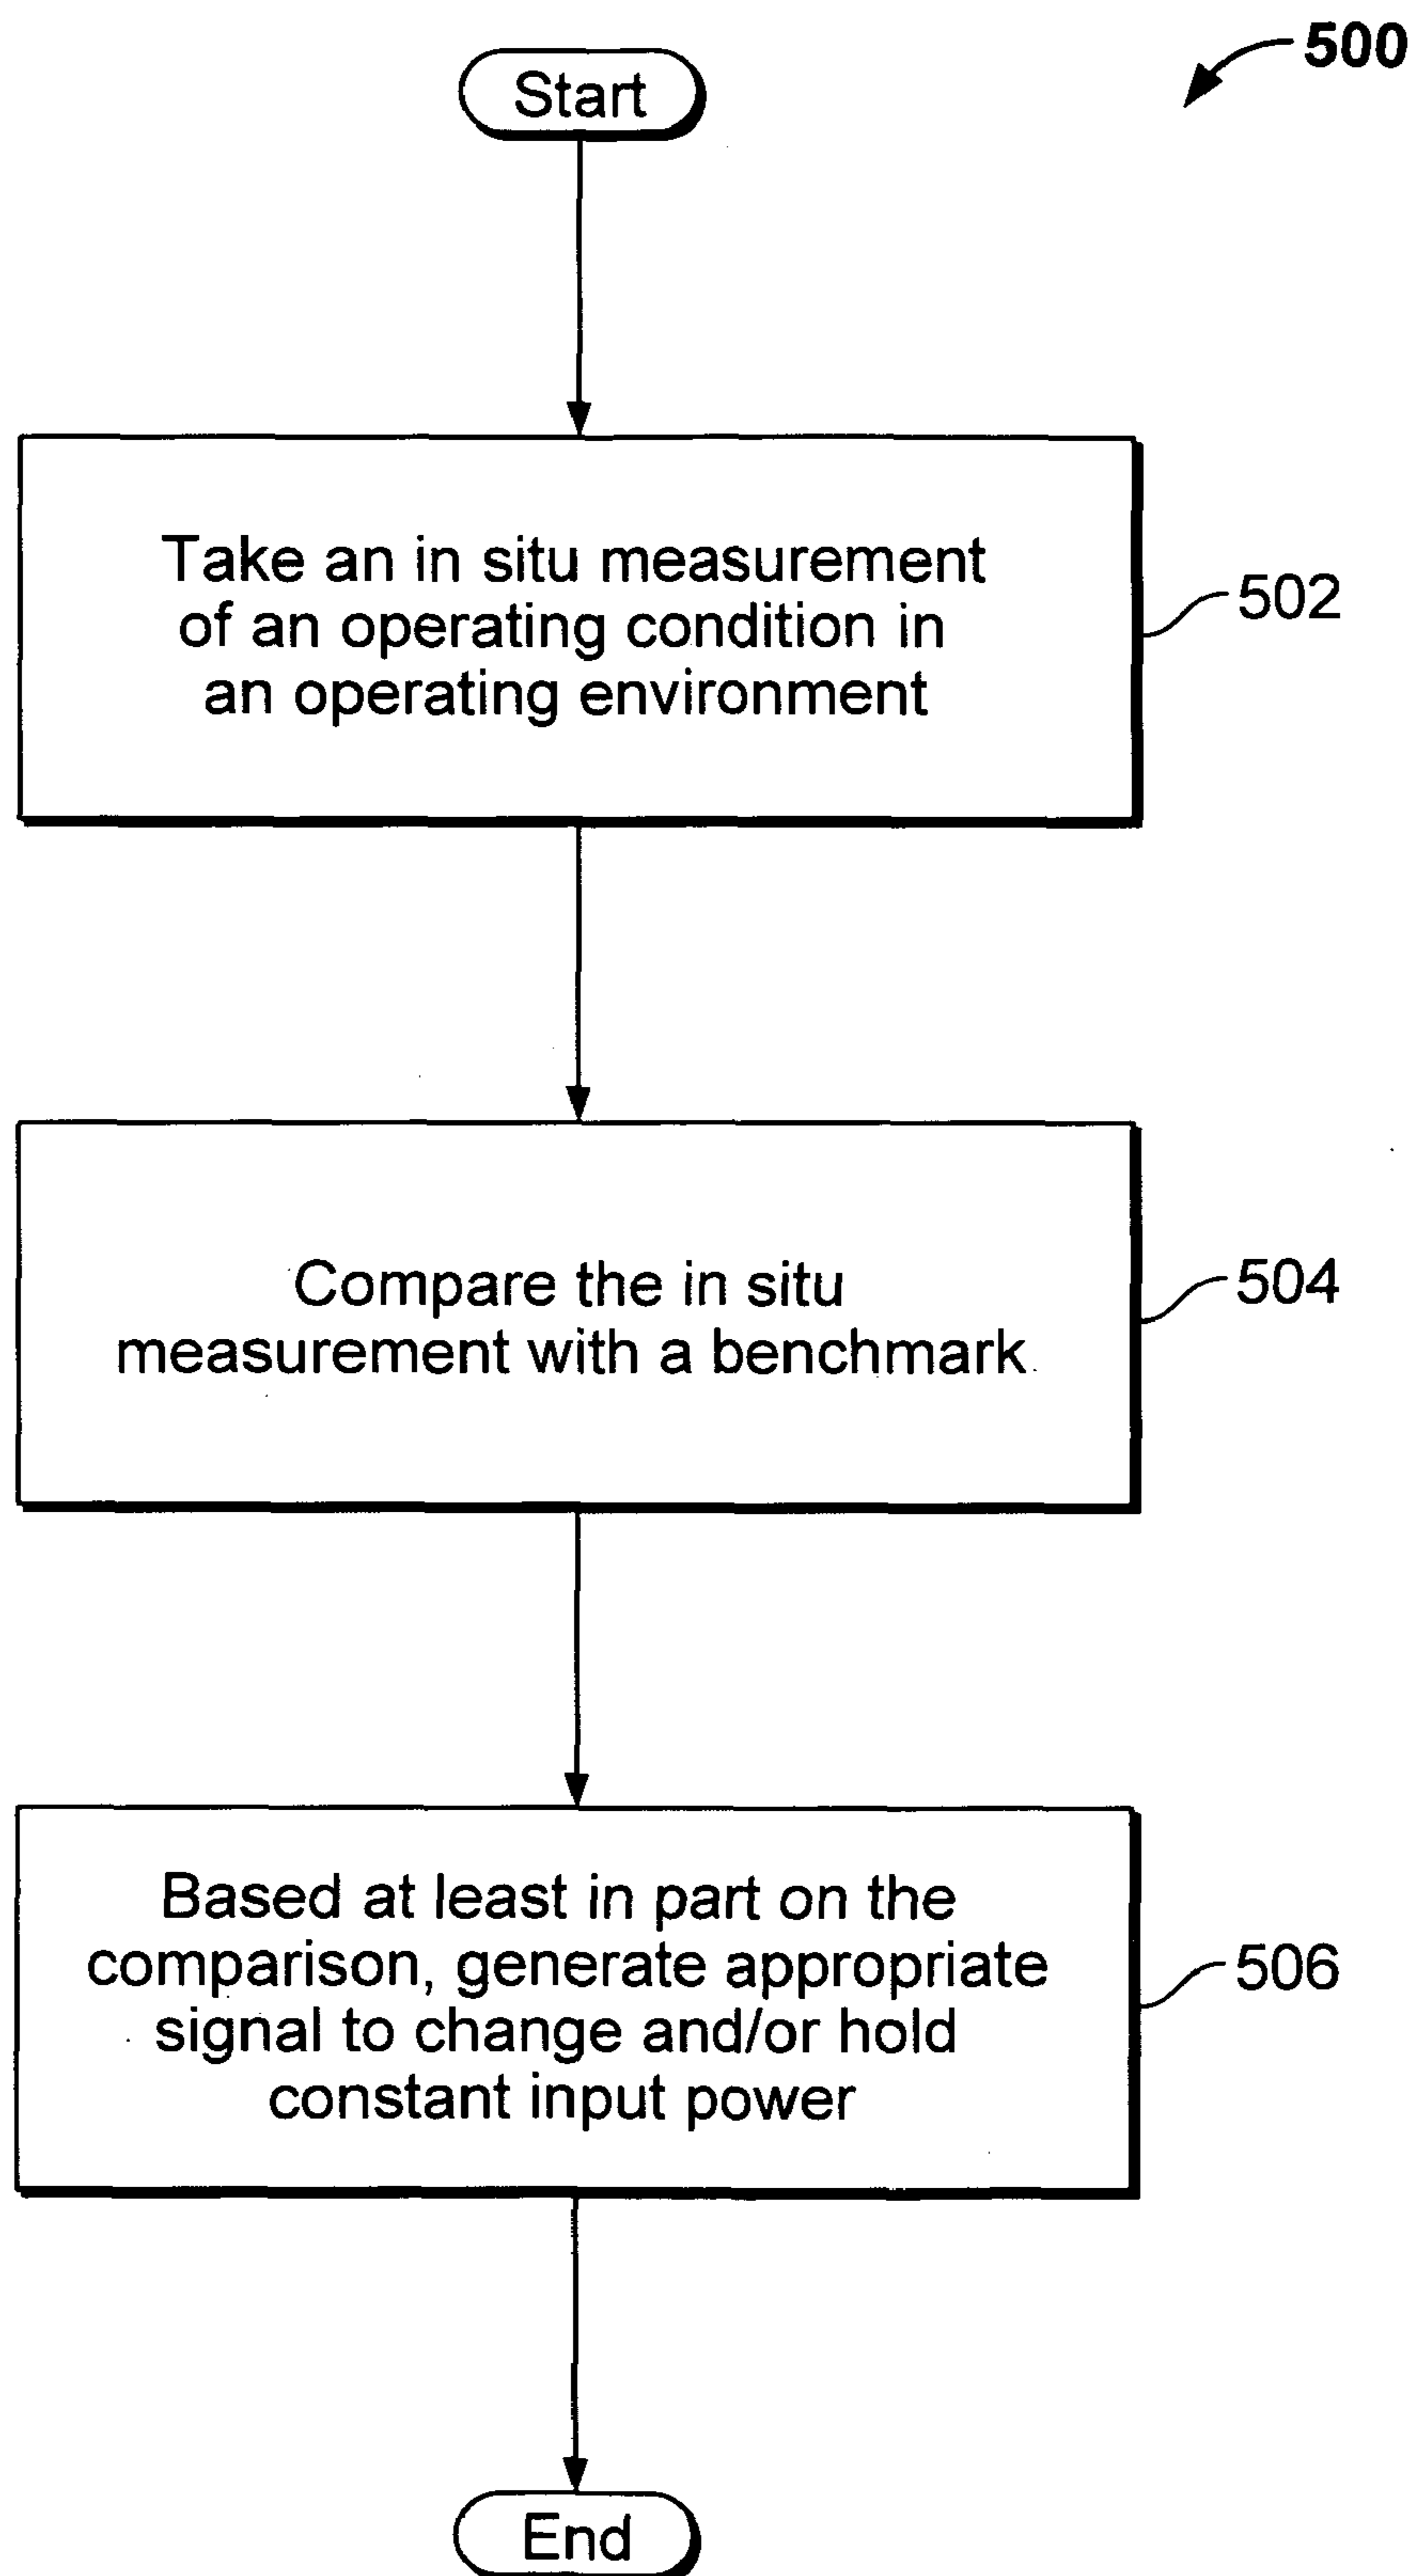 500
Start
Take an in situ measurement
of an operating condition in
an operating environment
502
Compare the in situ
measurement with a benchmark
504
Based at least in part on the
comparison, generate appropriate
signal to change and/or hold
constant input power
506
End